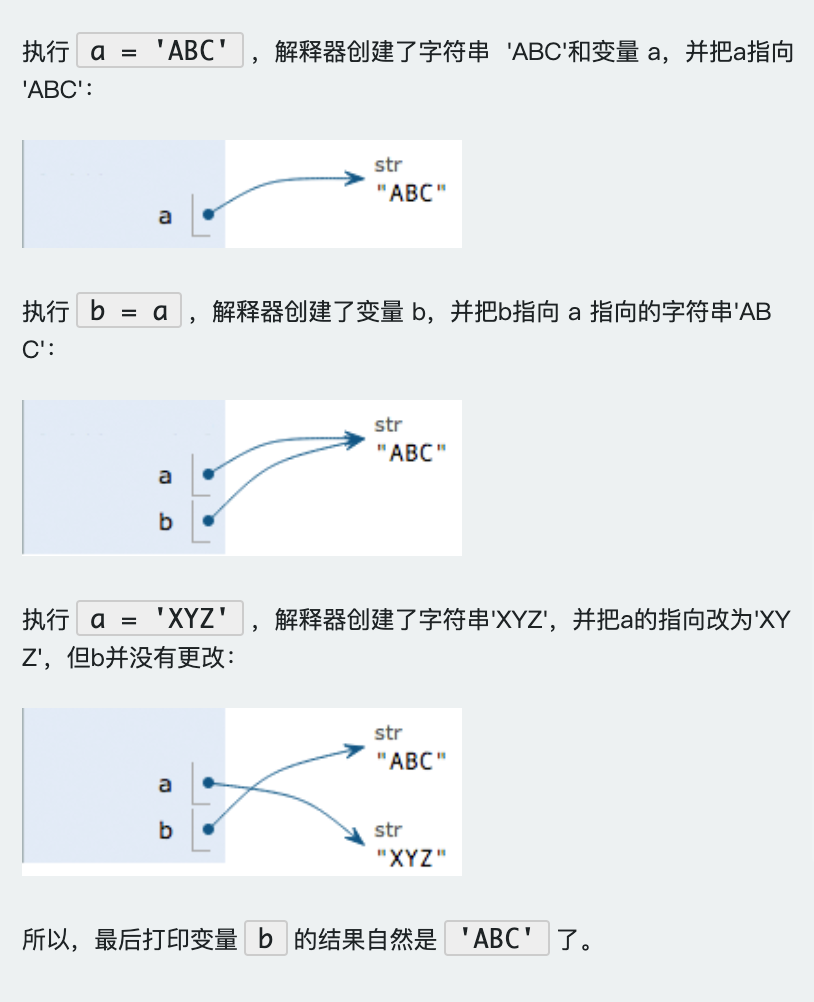 执行 a = 'ABC' ，解释器创建了字符串 'ABC'和变量 a，并把a指向
'ABC'：
str
"ABC"
a
执行 b = a ，解释器创建了变量 b，并把b指向 a 指向的字符串'AB
C'：
str
"ABC"
a
b
执行 a = 'XYZ' ，解释器创建了字符串'XYZ'，并把a的指向改为'XY
Z'，但b并没有更改：
str
"ABC"
a
b
str
"XYZ"
所以，最后打印变量 b 的结果自然是 'ABC' 了。